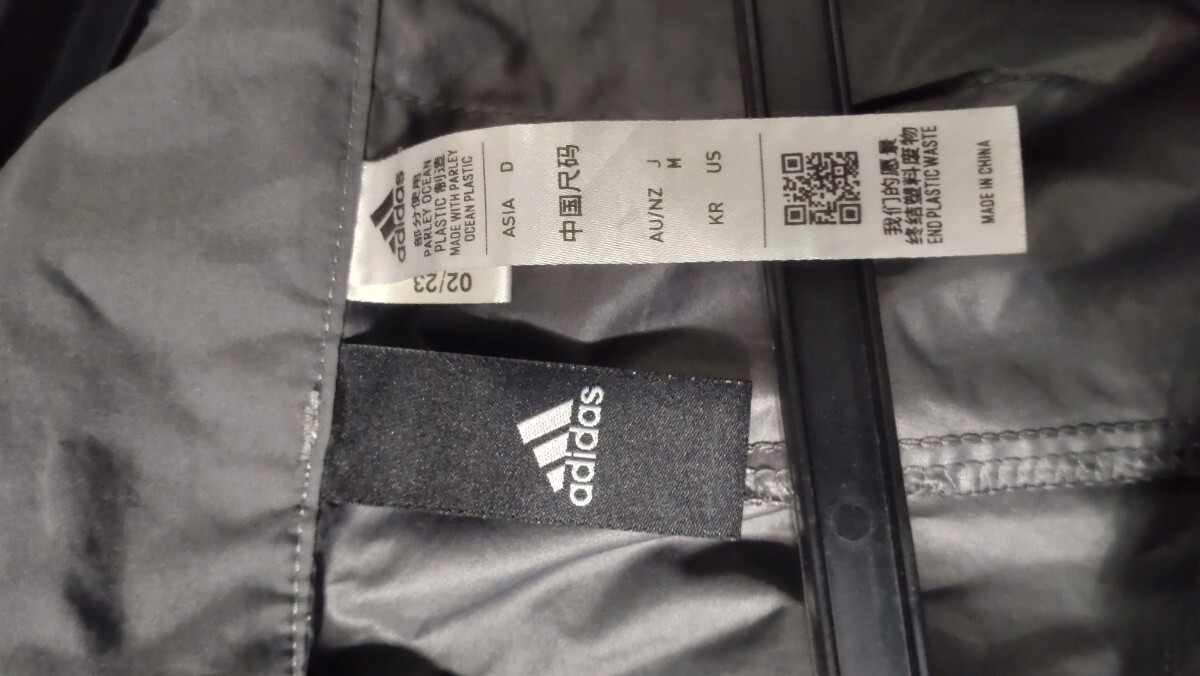 adidas
部分使用
PARLEY OCEAN
PLASTIC 制造
MADE WITH PARLEY
OCEAN PLASTIC
ASIA D
中国尺码
J
AU/NZ M
KR US
我们的愿景
终结塑料废物
END PLASTIC WASTE
MADE IN CHINA
02/23
adidas